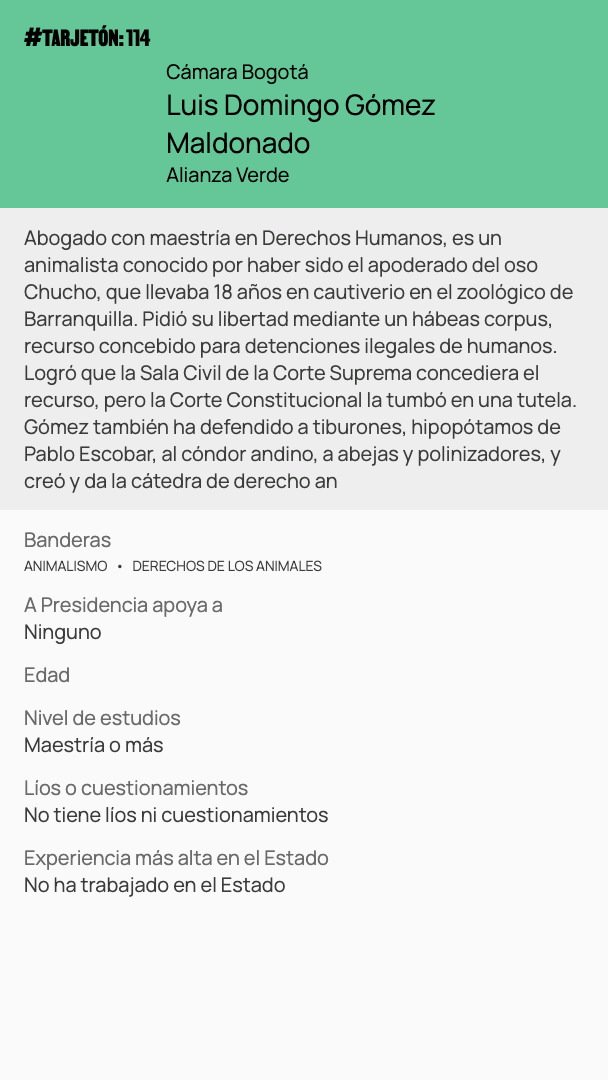 #TARJETÓN: 114
Cámara Bogotá
Luis Domingo Gómez
Maldonado
Alianza Verde
Abogado con maestría en Derechos Humanos, es un
animalista conocido por haber sido el apoderado del oso
Chucho, que llevaba 18 años en cautiverio en el zoológico de
Barranquilla. Pidió su libertad mediante un hábeas corpus,
recurso concebido para detenciones ilegales de humanos.
Logró que la Sala Civil de la Corte Suprema concediera el
recurso, pero la Corte Constitucional la tumbó en una tutela.
Gómez también ha defendido a tiburones, hipopótamos de
Pablo Escobar, al cóndor andino, a abejas y polinizadores, y
creó y da la cátedra de derecho an
Banderas
ANIMALISMO • DERECHOS DE LOS ANIMALES
A Presidencia apoya a
Ninguno
Edad
Nivel de estudios
Maestría o más
Líos o cuestionamientos
No tiene líos ni cuestionamientos
Experiencia más alta en el Estado
No ha trabajado en el Estado